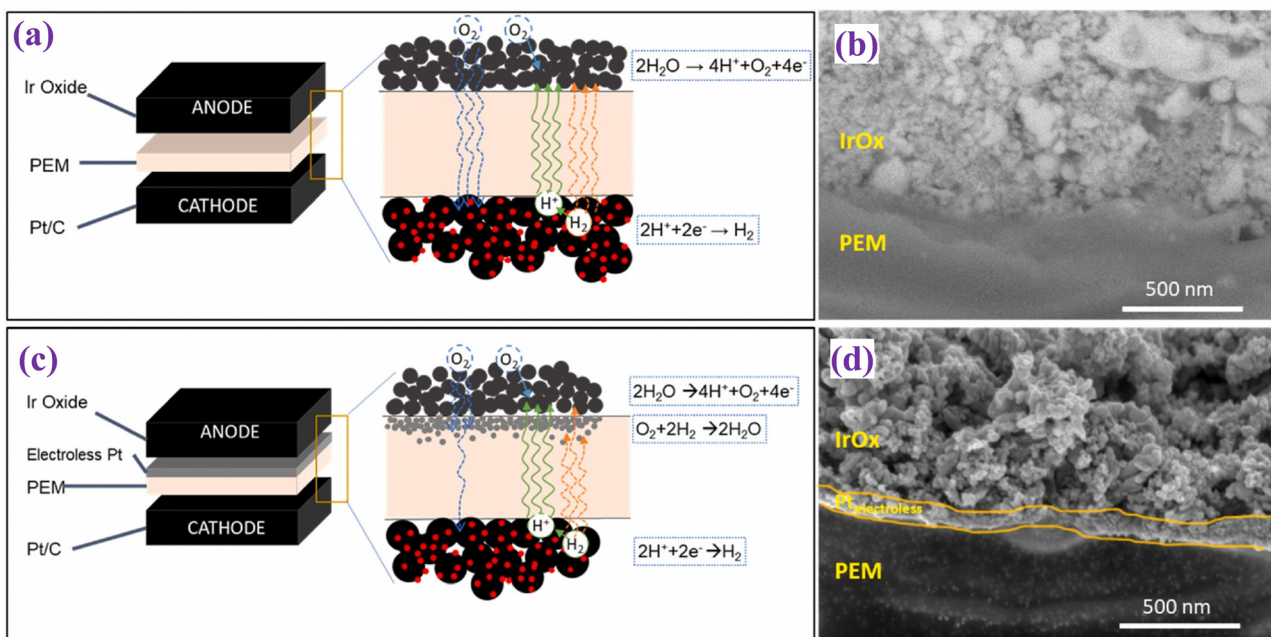 (a)
Ir Oxide
ANODE
PEM
CATHODE
Pt/C
O₂
O₂
2H₂O → 4H⁺+O₂+4e⁻
H⁺
H₂
2H⁺+2e⁻ → H₂
(b)
IrOx
PEM
500 nm
(c)
Ir Oxide
ANODE
Electroless Pt
PEM
CATHODE
Pt/C
O₂
O₂
2H₂O →4H⁺+O₂+4e⁻
O₂+2H₂ →2H₂O
H⁺
H₂
2H⁺+2e⁻→H₂
(d)
IrOx
Pt electroless
PEM
500 nm